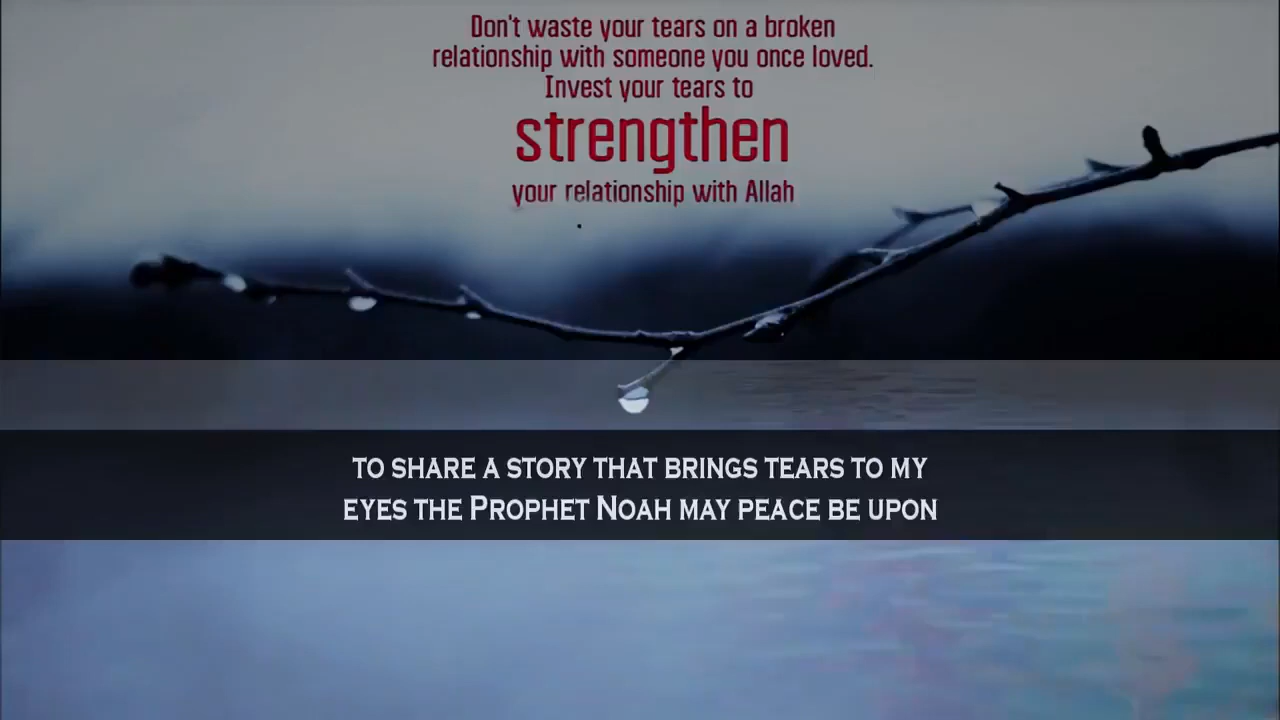 Don't waste your tears on a broken
relationship with someone you once loved.
Invest your tears to
strengthen
your relationship with Allah
TO SHARE A STORY THAT BRINGS TEARS TO MY
EYES THE PROPHET NOAH MAY PEACE BE UPON